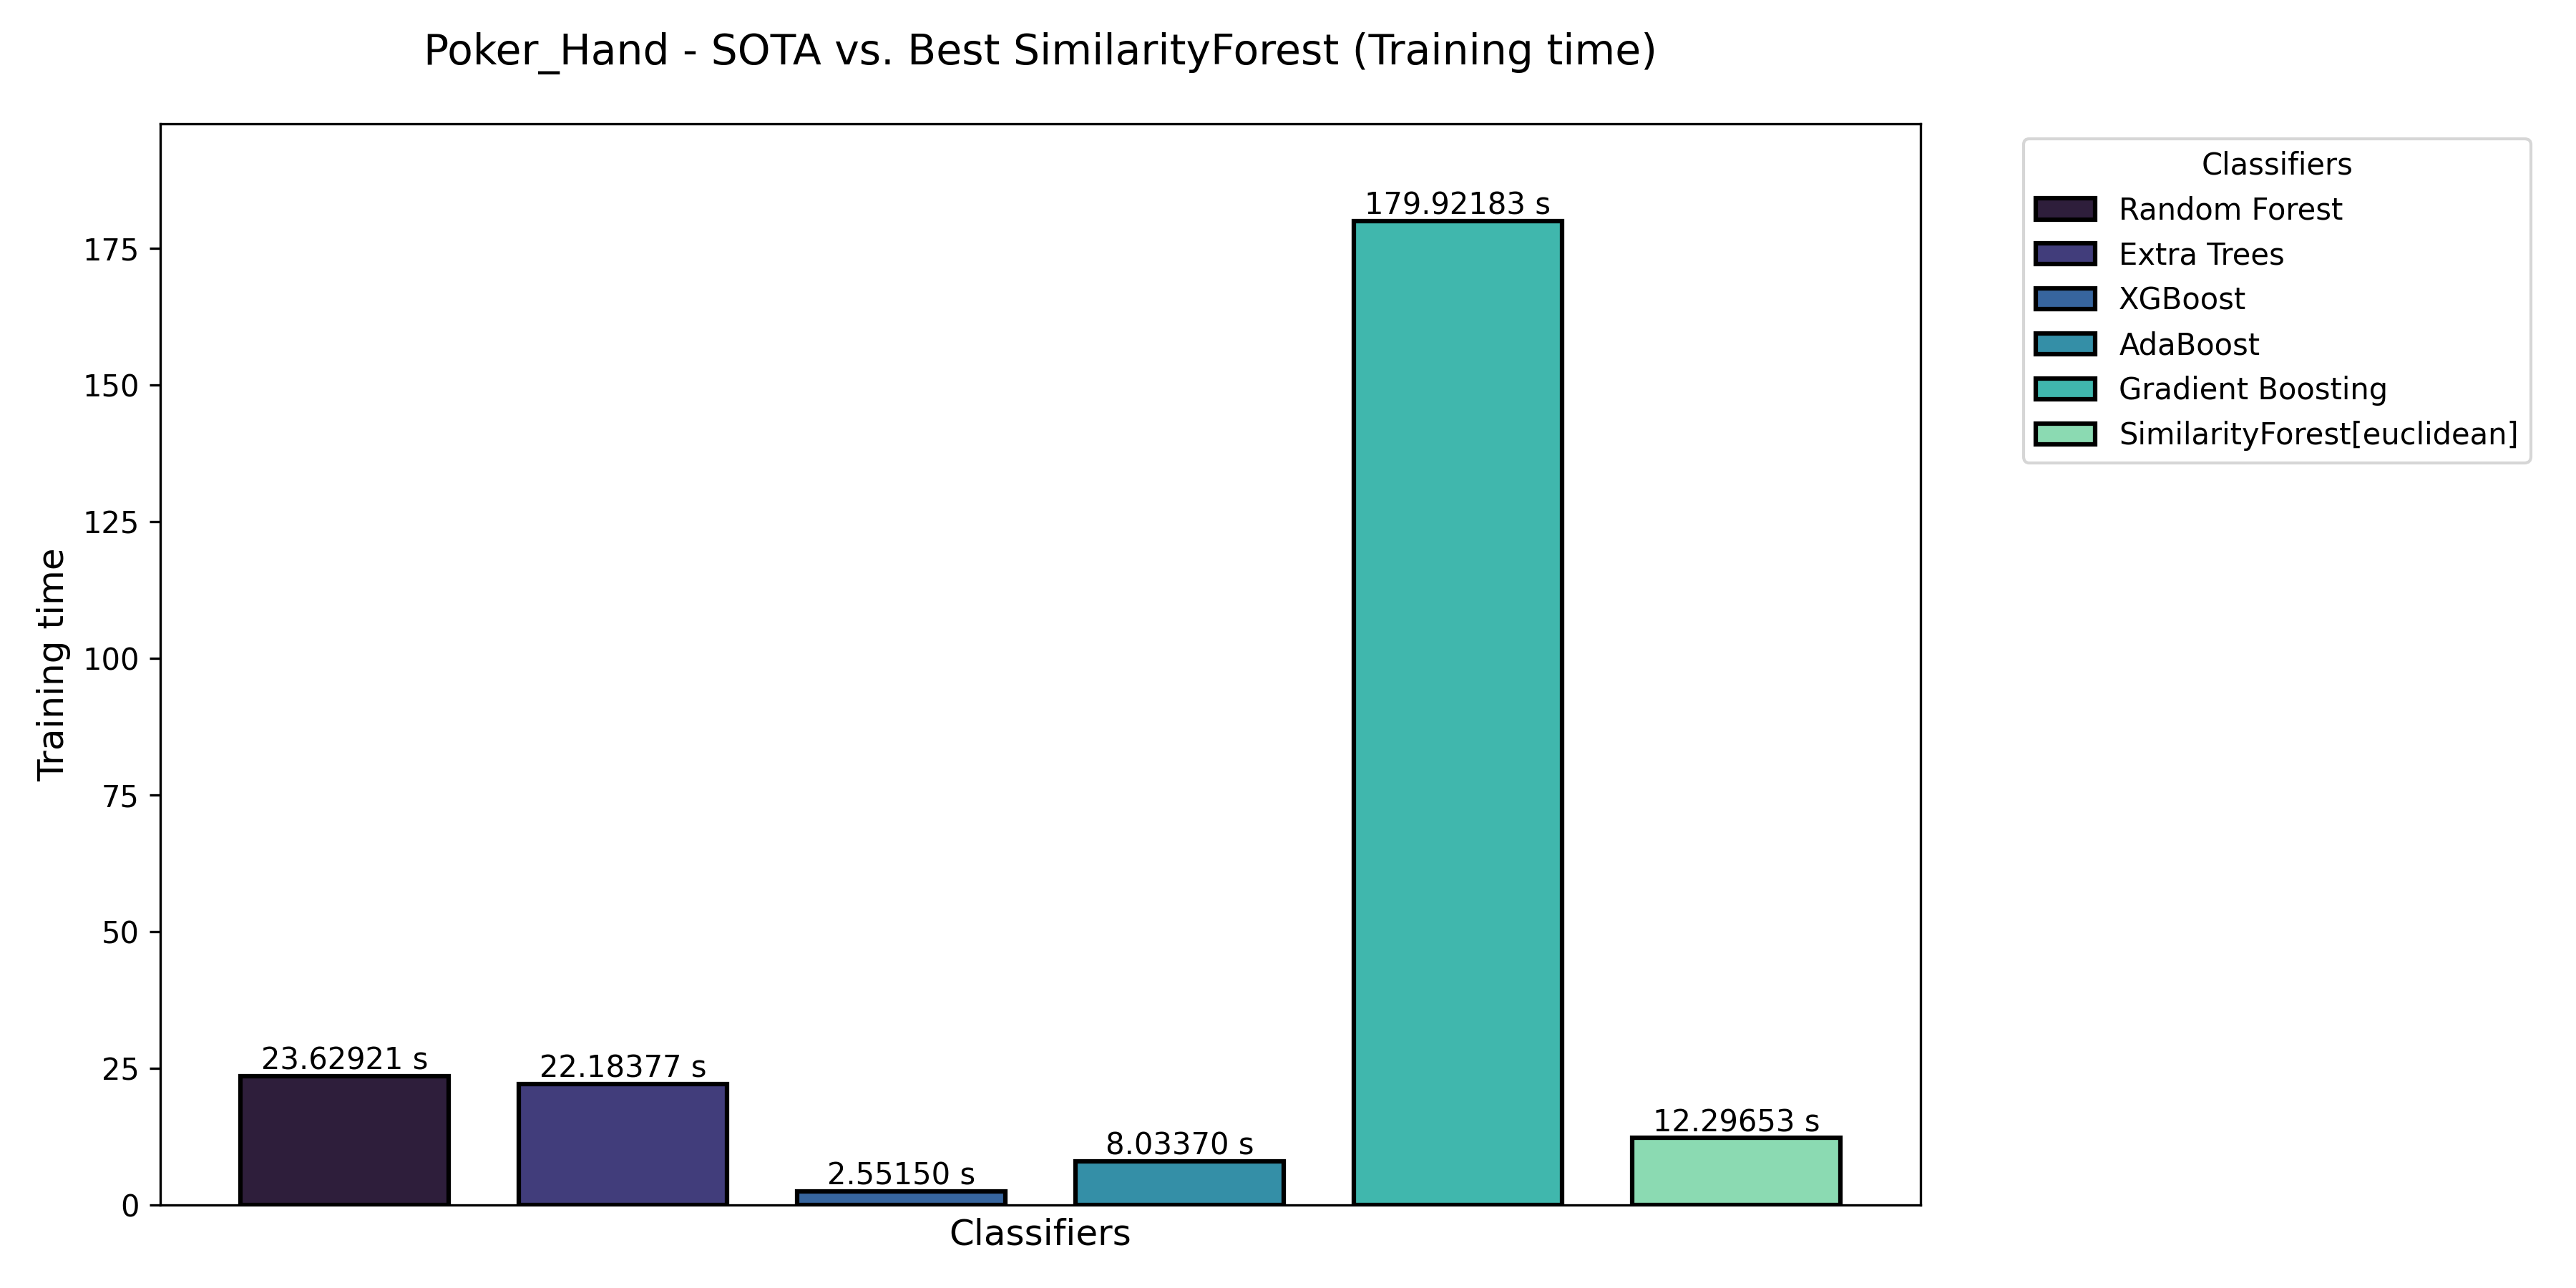 Poker_Hand - SOTA vs. Best SimilarityForest (Training time)
Training time
175
150
125
100
75
50
25
0
23.62921 s
22.18377 s
2.55150 s
8.03370 s
179.92183 s
12.29653 s
Classifiers
Classifiers
Random Forest
Extra Trees
XGBoost
AdaBoost
Gradient Boosting
SimilarityForest[euclidean]